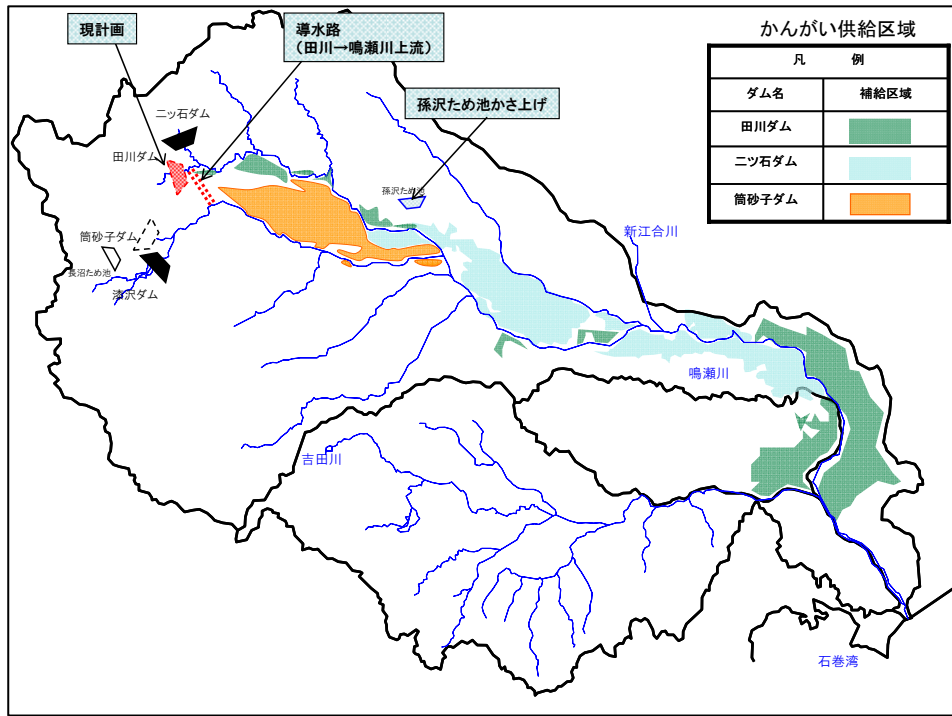 かんがい供給区域
凡 例
ダム名
補給区域
田川ダム
二ツ石ダム
筒砂子ダム
現計画
導水路
（田川→鳴瀬川上流）
孫沢ため池かさ上げ
二ツ石ダム
田川ダム
孫沢ため池
筒砂子ダム
長沼ため池
漆沢ダム
新江合川
鳴瀬川
吉田川
石巻湾